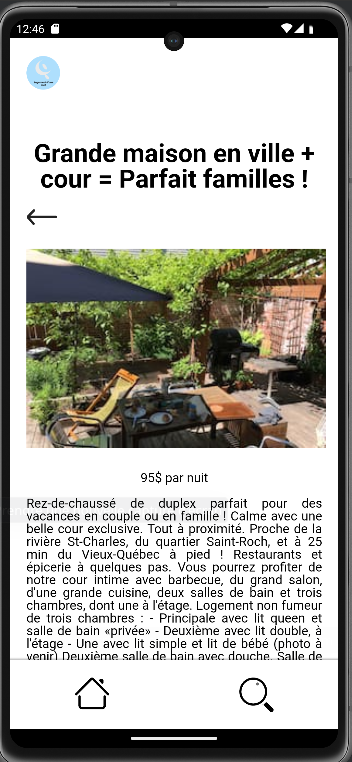 12:46
Grande maison en ville +
cour = Parfait familles !
95$ par nuit
Rez-de-chaussé de duplex parfait pour des
vacances en couple ou en famille ! Calme avec une
belle cour exclusive. Tout à proximité. Proche de la
rivière St-Charles, du quartier Saint-Roch, et à 25
min du Vieux-Québec à pied ! Restaurants et
épicerie à quelques pas. Vous pourrez profiter de
notre cour intime avec barbecue, du grand salon,
d'une grande cuisine, deux salles de bain et trois
chambres, dont une à l'étage. Logement non fumeur
de trois chambres : - Principale avec lit queen et
salle de bain «privée» - Deuxième avec lit double, à
l'étage - Une avec lit simple et lit de bébé (photo à
venir) Deuxième salle de bain avec douche. Salle de